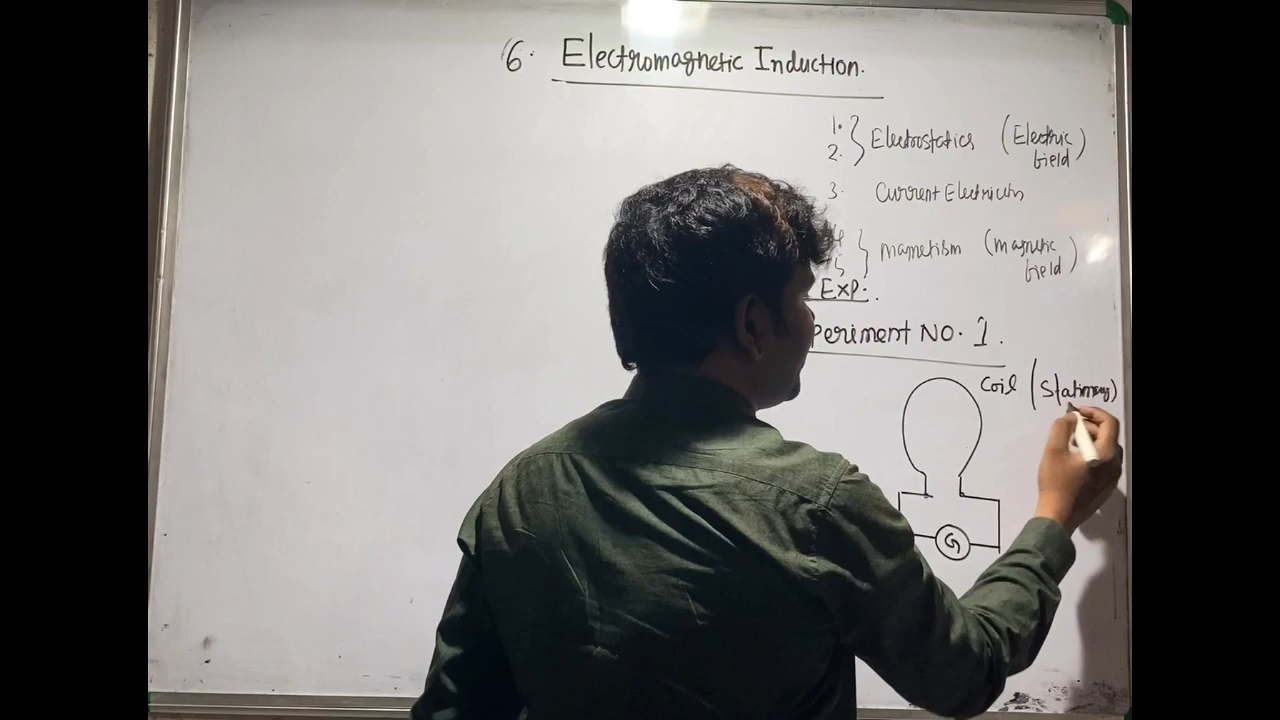 6. Electromagnetic Induction.
1.
2. } Electrostatics (Electric field)
3. Current Electricity
} magnetism (magnetic field)
Exp:.
periment No. 1.
Coil (Stationary)
G